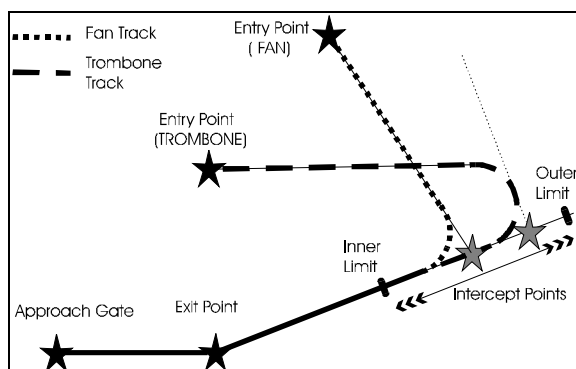 Fan Track
Trombone
Track
Entry Point
( FAN)
Entry Point
(TROMBONE)
Outer
Limit
Inner
Limit
Intercept Points
Approach Gate
Exit Point